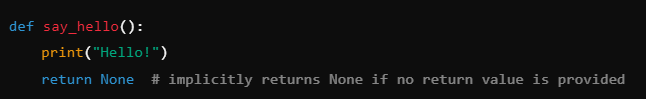 def say_hello():
    print("Hello!")
    return None  # implicitly returns None if no return value is provided